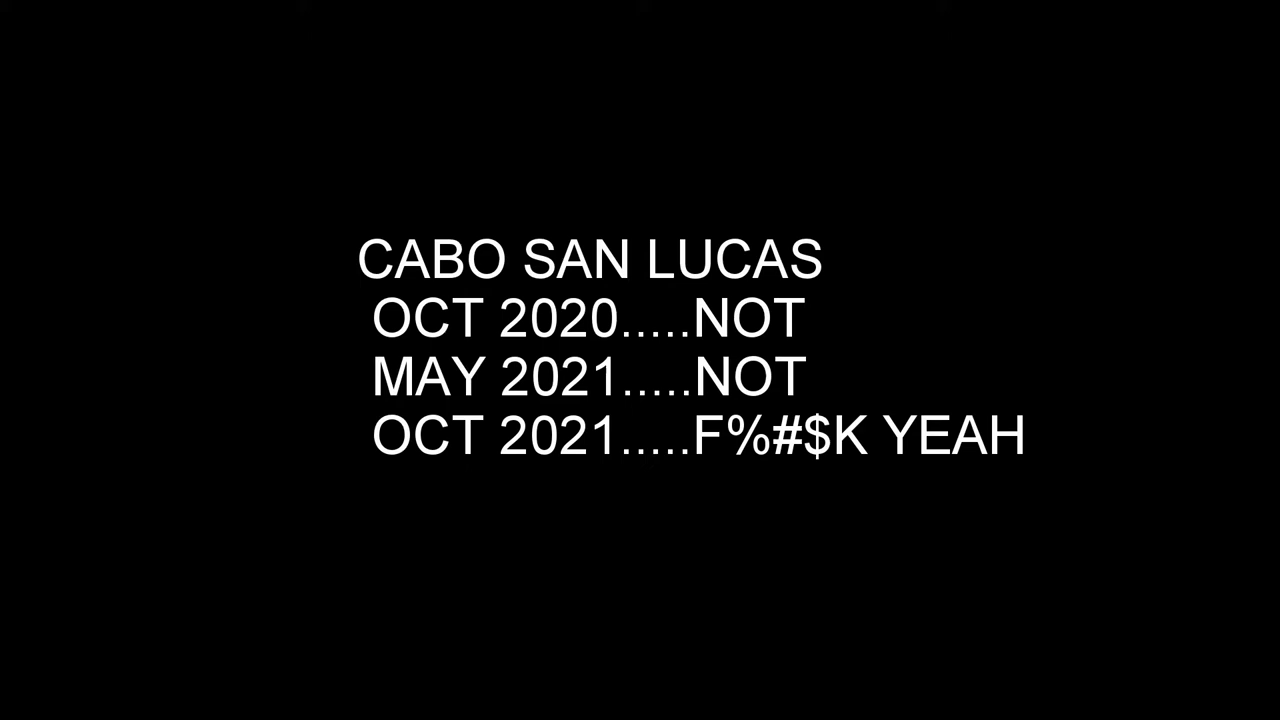 CABO SAN LUCAS
OCT 2020.....NOT
MAY 2021.....NOT
OCT 2021.....F%#$K YEAH